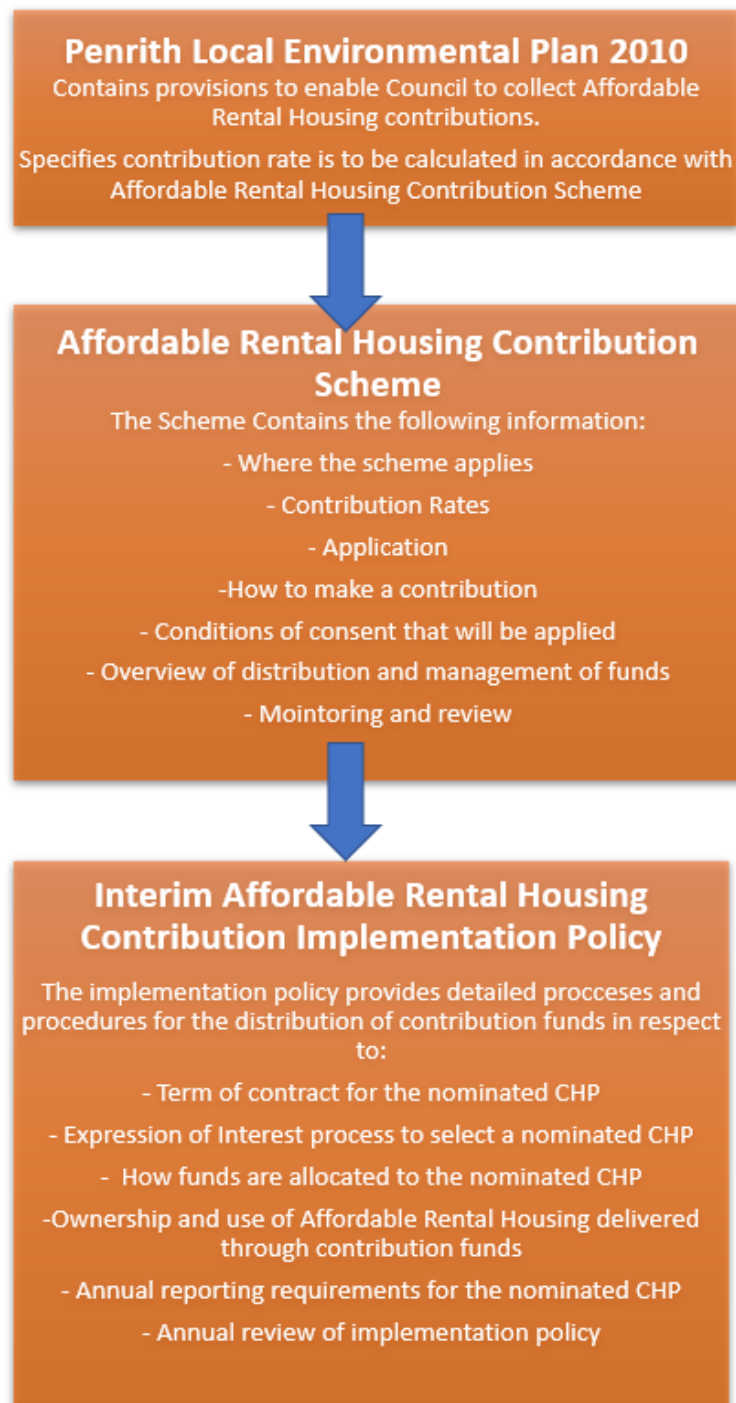 Penrith Local Environmental Plan 2010
Contains provisions to enable Council to collect Affordable
Rental Housing contributions.
Specifies contribution rate is to be calculated in accordance with
Affordable Rental Housing Contribution Scheme
Affordable Rental Housing Contribution
Scheme
The Scheme Contains the following information:
- Where the scheme applies
- Contribution Rates
- Application
-How to make a contribution
- Conditions of consent that will be applied
- Overview of distribution and management of funds
- Mointoring and review
Interim Affordable Rental Housing
Contribution Implementation Policy
The implementation policy provides detailed procceses and
procedures for the distribution of contribution funds in respect
to:
- Term of contract for the nominated CHP
- Expression of Interest process to select a nominated CHP
- How funds are allocated to the nominated CHP
-Ownership and use of Affordable Rental Housing delivered
through contribution funds
- Annual reporting requirements for the nominated CHP
- Annual review of implementation policy